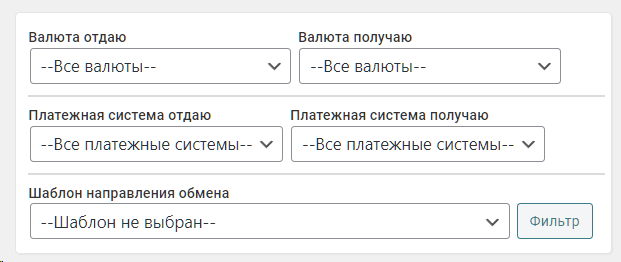 Валюта отдаю Валюта получаю
--Все валюты-- --Все валюты--
Платежная система отдаю Платежная система получаю
--Все платежные системы-- --Все платежные системы--
Шаблон направления обмена
--Шаблон не выбран-- Фильтр